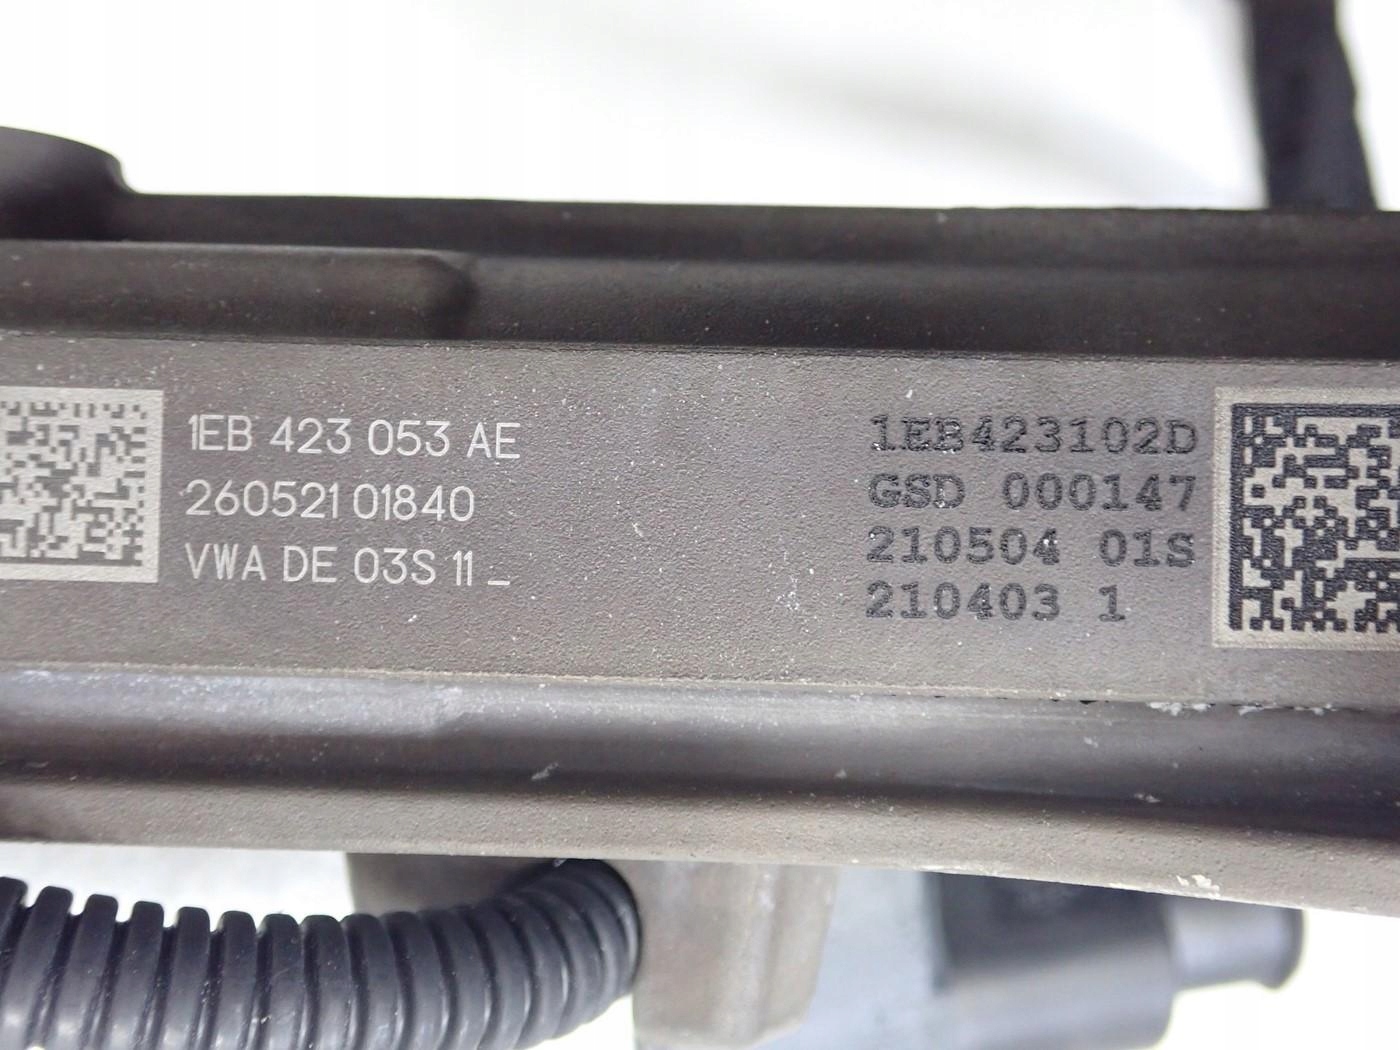 1EB 423 053 AE
260521 01840
VWA DE 03S 11 _
1EB423102D
GSD 000147
210504 01S
210403 1